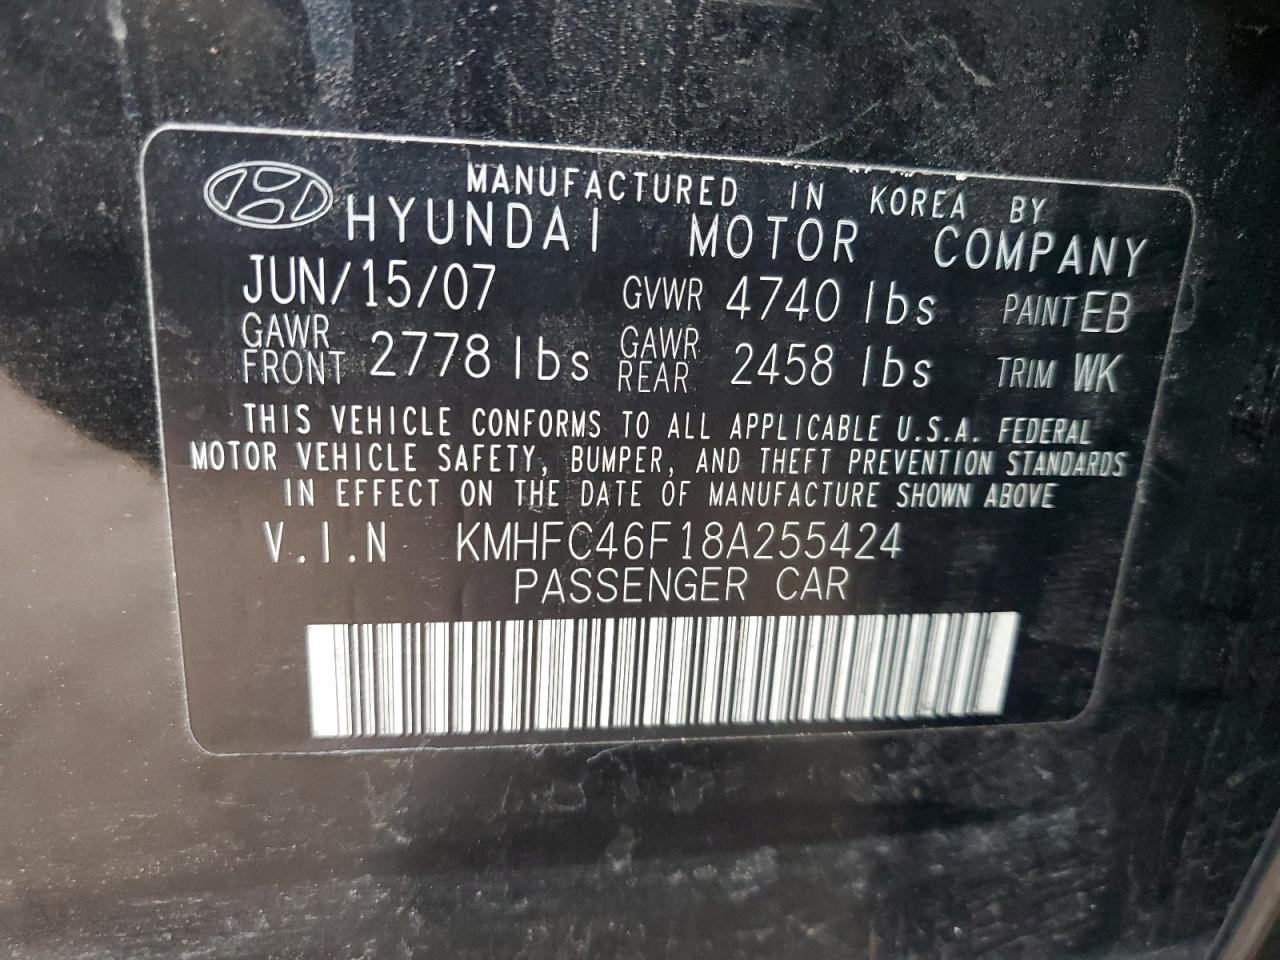 MANUFACTURED IN KOREA BY
HYUNDAI MOTOR COMPANY
JUN/15/07 GVWR 4740 lbs PAINT EB
GAWR FRONT 2778 lbs GAWR REAR 2458 lbs TRIM WK
THIS VEHICLE CONFORMS TO ALL APPLICABLE U.S.A. FEDERAL
MOTOR VEHICLE SAFETY, BUMPER, AND THEFT PREVENTION STANDARDS
IN EFFECT ON THE DATE OF MANUFACTURE SHOWN ABOVE
V.I.N KMHFC46F18A255424
PASSENGER CAR